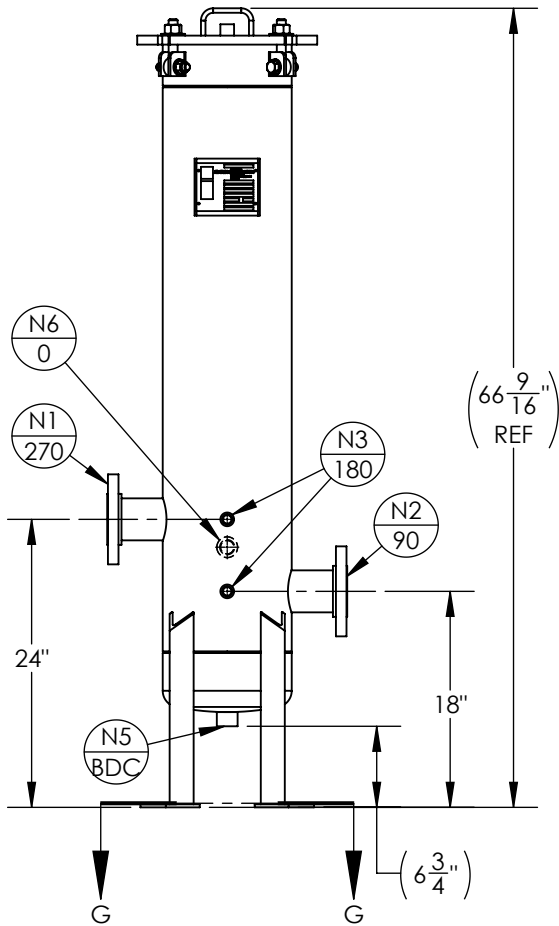 N6
0
N1
270
N3
180
N2
90
(66 9/16"
REF)
24"
18"
N5
BDC
(6 3/4")
G
G